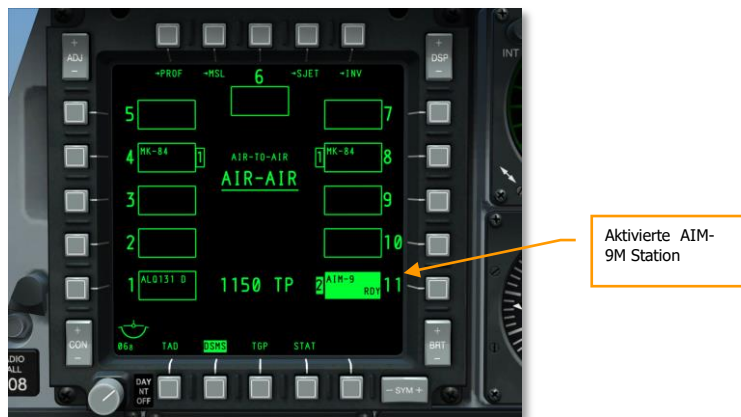 ADJ
DSP
INT
→PROF →MSL 6 →SJET →INV
5 7
4 MK-84 1 AIR-TO-AIR 1 MK-84 8
AIR-AIR
3 9
2 10
1 ALQ131 D 1150 TP 2 AIM-9 RDY 11
Aktivierte AIM-
9M Station
CON
BRT
TAD DSMS TGP STAT
DAY
NT
OFF
- SYM +
ALL
08